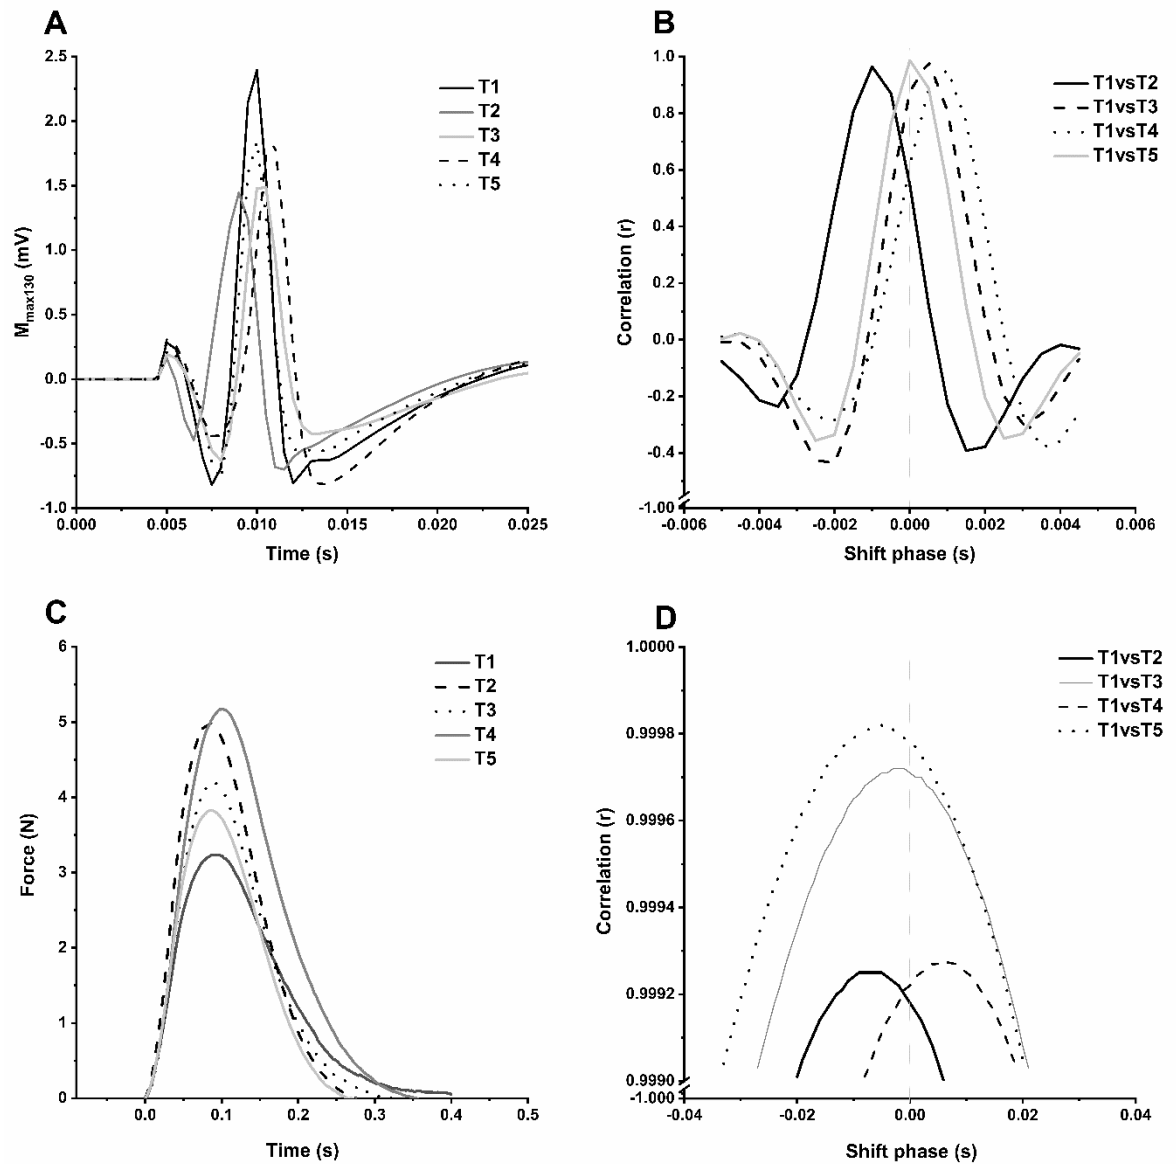 A
2.5
2.0
1.5
1.0
0.5
0.0
-0.5
-1.0
Mmax130 (mV)
0.000
0.005
0.010
0.015
0.020
0.025
Time (s)
T1
T2
T3
T4
T5
B
1.0
0.8
0.6
0.4
0.2
0.0
-0.2
-0.4
-1.00
Correlation (r)
-0.006
-0.004
-0.002
0.000
0.002
0.004
0.006
Shift phase (s)
T1vsT2
T1vsT3
T1vsT4
T1vsT5
C
6
5
4
3
2
1
0
Force (N)
0.0
0.1
0.2
0.3
0.4
0.5
Time (s)
T1
T2
T3
T4
T5
D
1.0000
0.9998
0.9996
0.9994
0.9992
0.9990
-1.000
Correlation (r)
-0.04
-0.02
0.00
0.02
0.04
Shift phase (s)
T1vsT2
T1vsT3
T1vsT4
T1vsT5